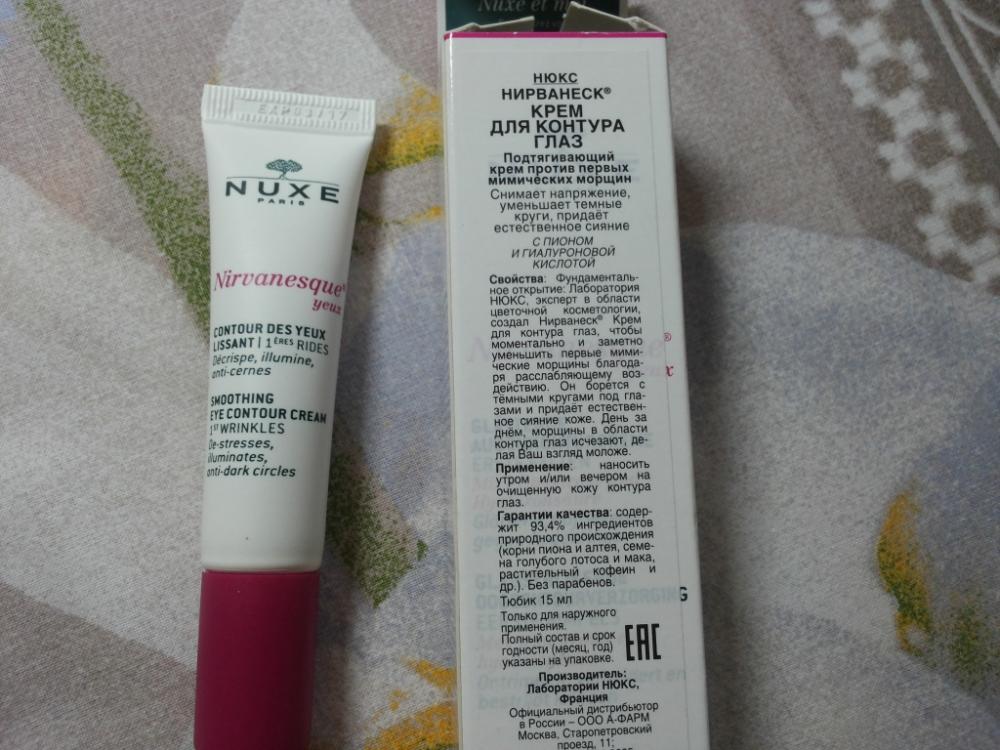 Nuxe et moi
NUXE
PARIS
Nirvanesque®
yeux
CONTOUR DES YEUX
LISSANT | 1ÈRES RIDES
Décrispe, illumine,
anti-cernes
SMOOTHING
EYE CONTOUR CREAM
1ST WRINKLES
De-stresses,
illuminates,
anti-dark circles
НЮКС
НИРВАНЕСК®
КРЕМ
ДЛЯ КОНТУРА
ГЛАЗ
Подтягивающий
крем против первых
мимических морщин
Снимает напряжение,
уменьшает темные
круги, придаёт
естественное сияние
С ПИОНОМ
И ГИАЛУРОНОВОЙ
КИСЛОТОЙ
Свойства: Фундаменталь-
ное открытие: Лаборатория
НЮКС, эксперт в области
цветочной косметологии,
создал Нирванеск® Крем
для контура глаз, чтобы
моментально и заметно
уменьшить первые мими-
ческие морщины благода-
ря расслабляющему воз-
действию. Он борется с
тёмными кругами под гла-
зами и придаёт естествен-
ное сияние коже. День за
днём, морщины в области
контура глаз исчезают, де-
лая Ваш взгляд моложе.
Применение: наносить
утром и/или вечером на
очищенную кожу контура
глаз.
Гарантии качества: содер-
жит 93,4% ингредиентов
природного происхождения
(корни пиона и алтея, семе-
на голубого лотоса и мака,
растительный кофеин и
др.). Без парабенов.
Тюбик 15 мл
Только для наружного
применения.
Полный состав и срок
годности (месяц, год)
указаны на упаковке.
EAC
Производитель:
Лаборатории НЮКС,
Франция
Официальный дистрибьютор
в России – ООО А-ФАРМ
Москва, Старопетровский
проезд, 11;